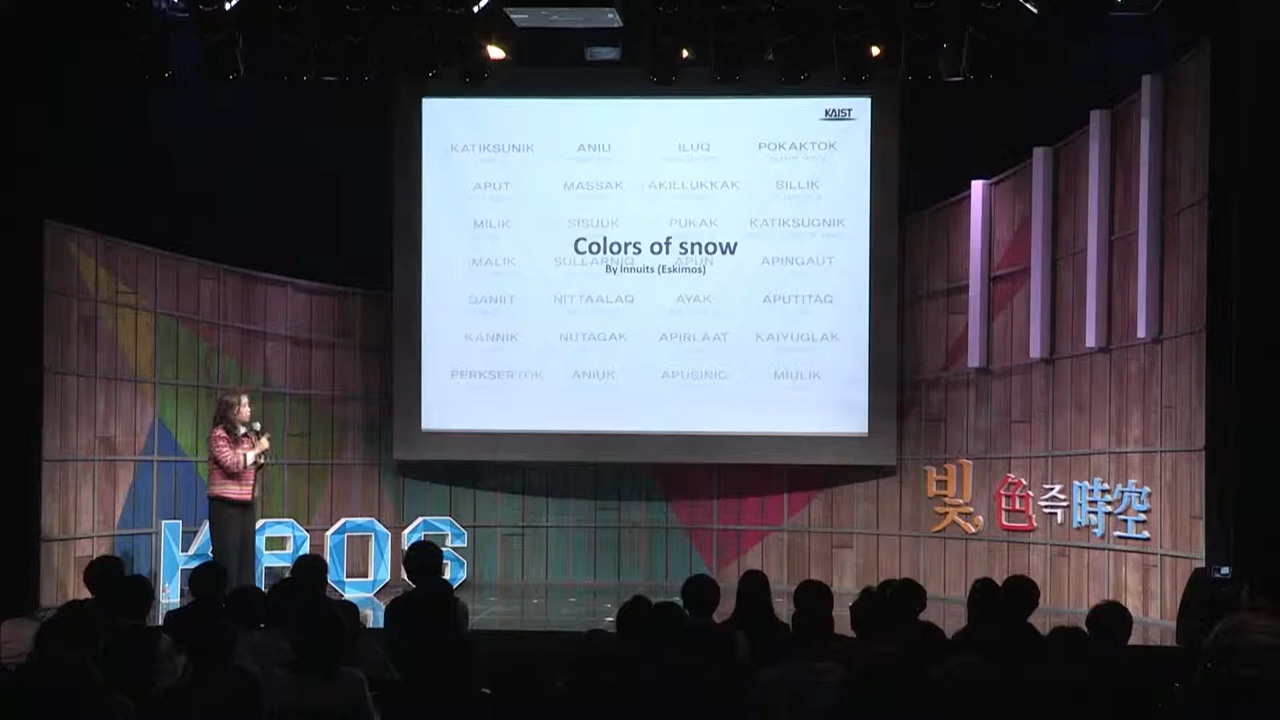 KAIST
KATIKSUNIK ANIU ILUQ POKAKTOK
APUT MASSAK AKILLUKKAK SILLIK
MILIK SISUUK PUKAK KATIKSUGNIK
Colors of snow
IMALIK SULLARNIQ APUN APINGAUT
By Innuits (Eskimos)
QANIIT NITTAALAQ AYAK APUTITAQ
KANNIK NUTAGAK APIRLAAT KAIYUGLAK
PERKSERTOK ANIUK APUSINIQ MIULIK
빛, 色즉時空
KAOS